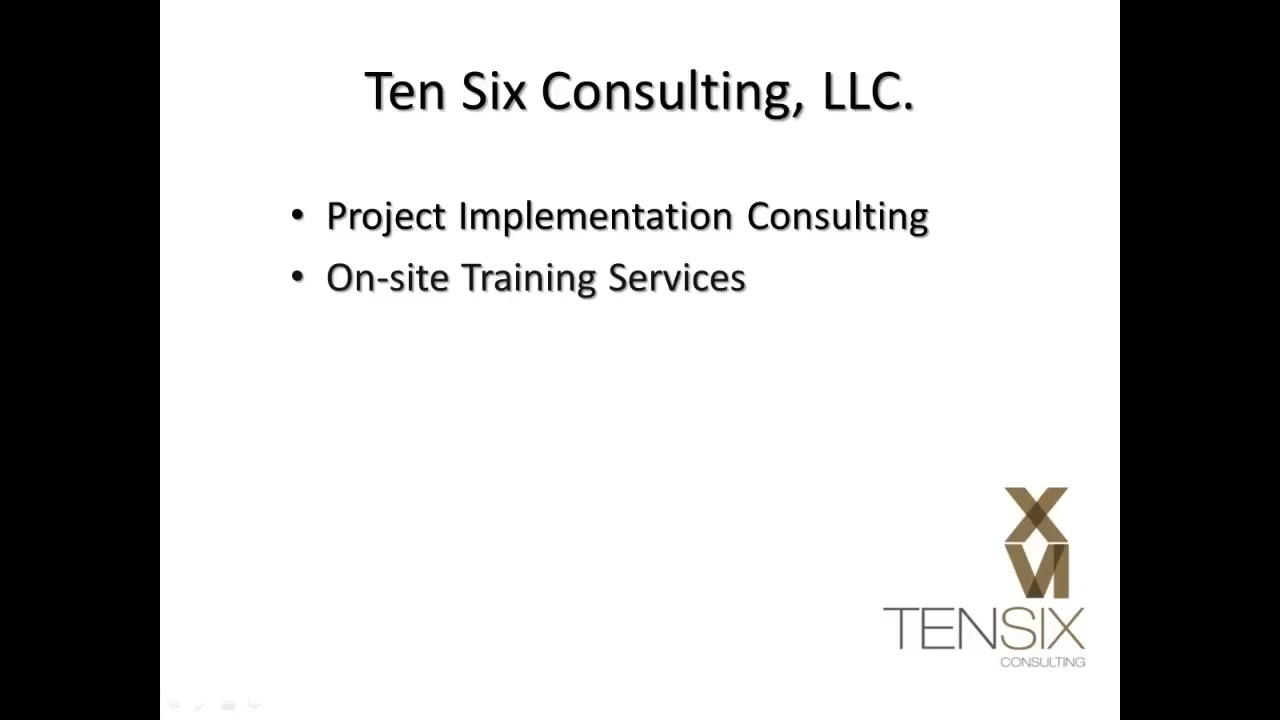 Ten Six Consulting, LLC.
• Project Implementation Consulting
• On-site Training Services
XVI
TENSIX
CONSULTING